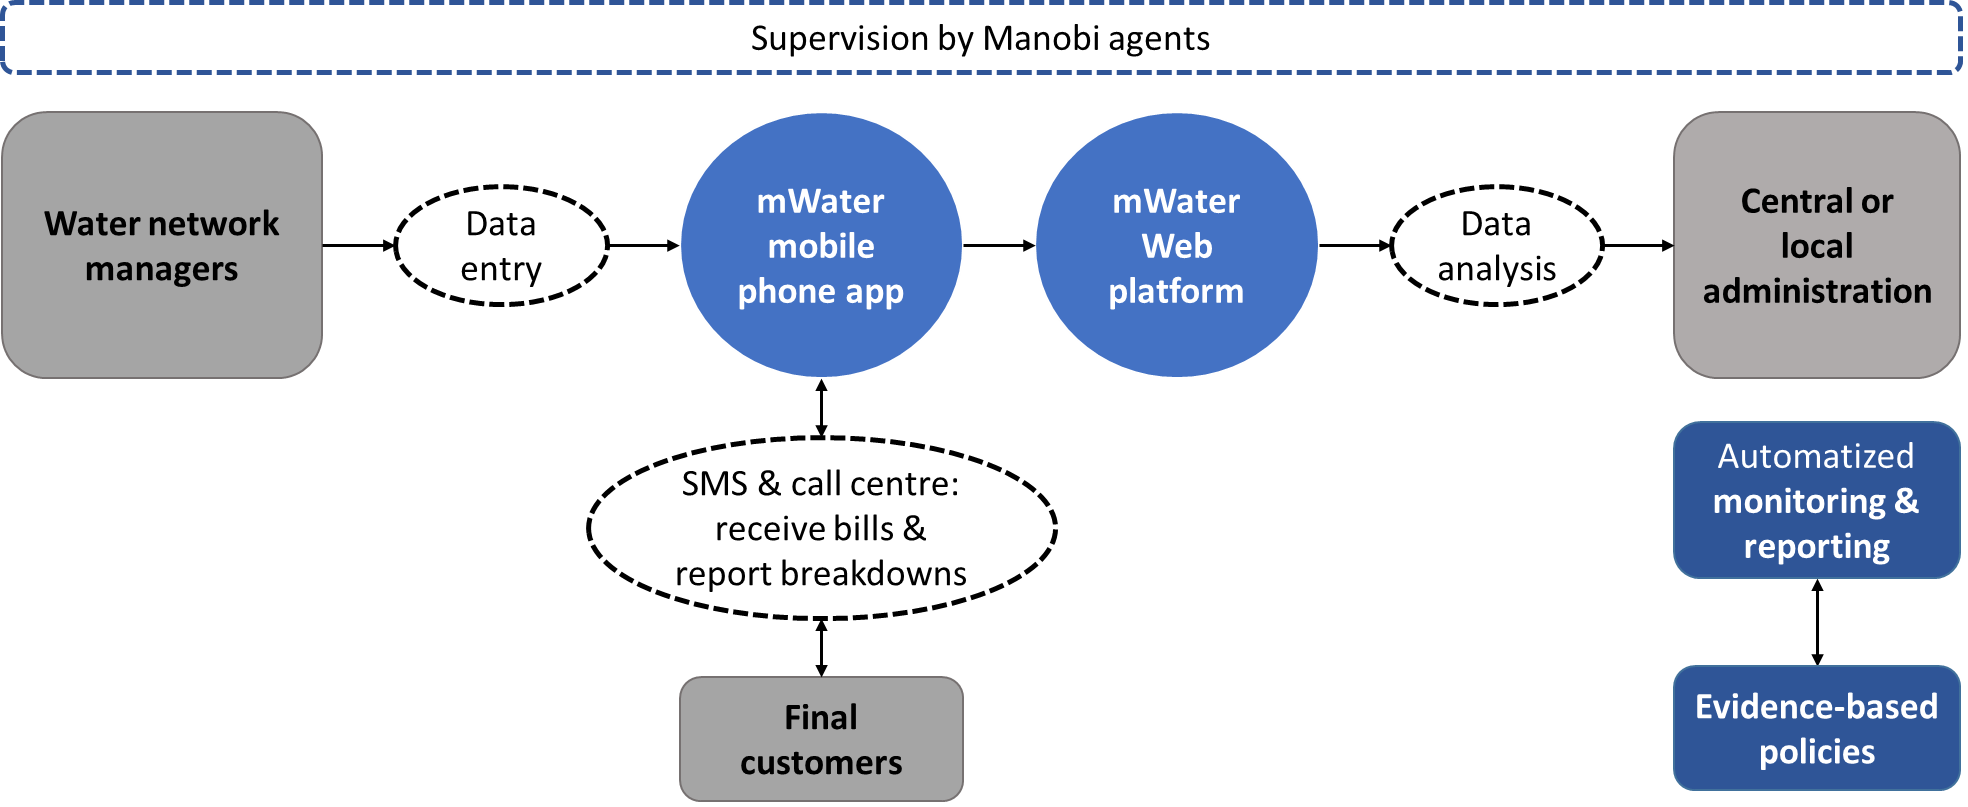 Supervision by Manobi agents
Water network
managers
Data
entry
mWater
mobile
phone app
mWater
Web
platform
Data
analysis
Central or
local
administration
SMS & call centre:
receive bills &
report breakdowns
Final
customers
Automatized
monitoring &
reporting
Evidence-based
policies